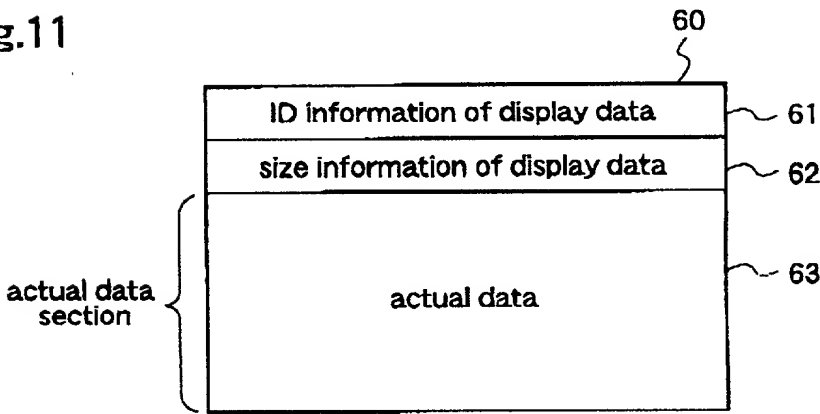 g.11
60
ID information of display data
61
size information of display data
62
actual data
section
actual data
63